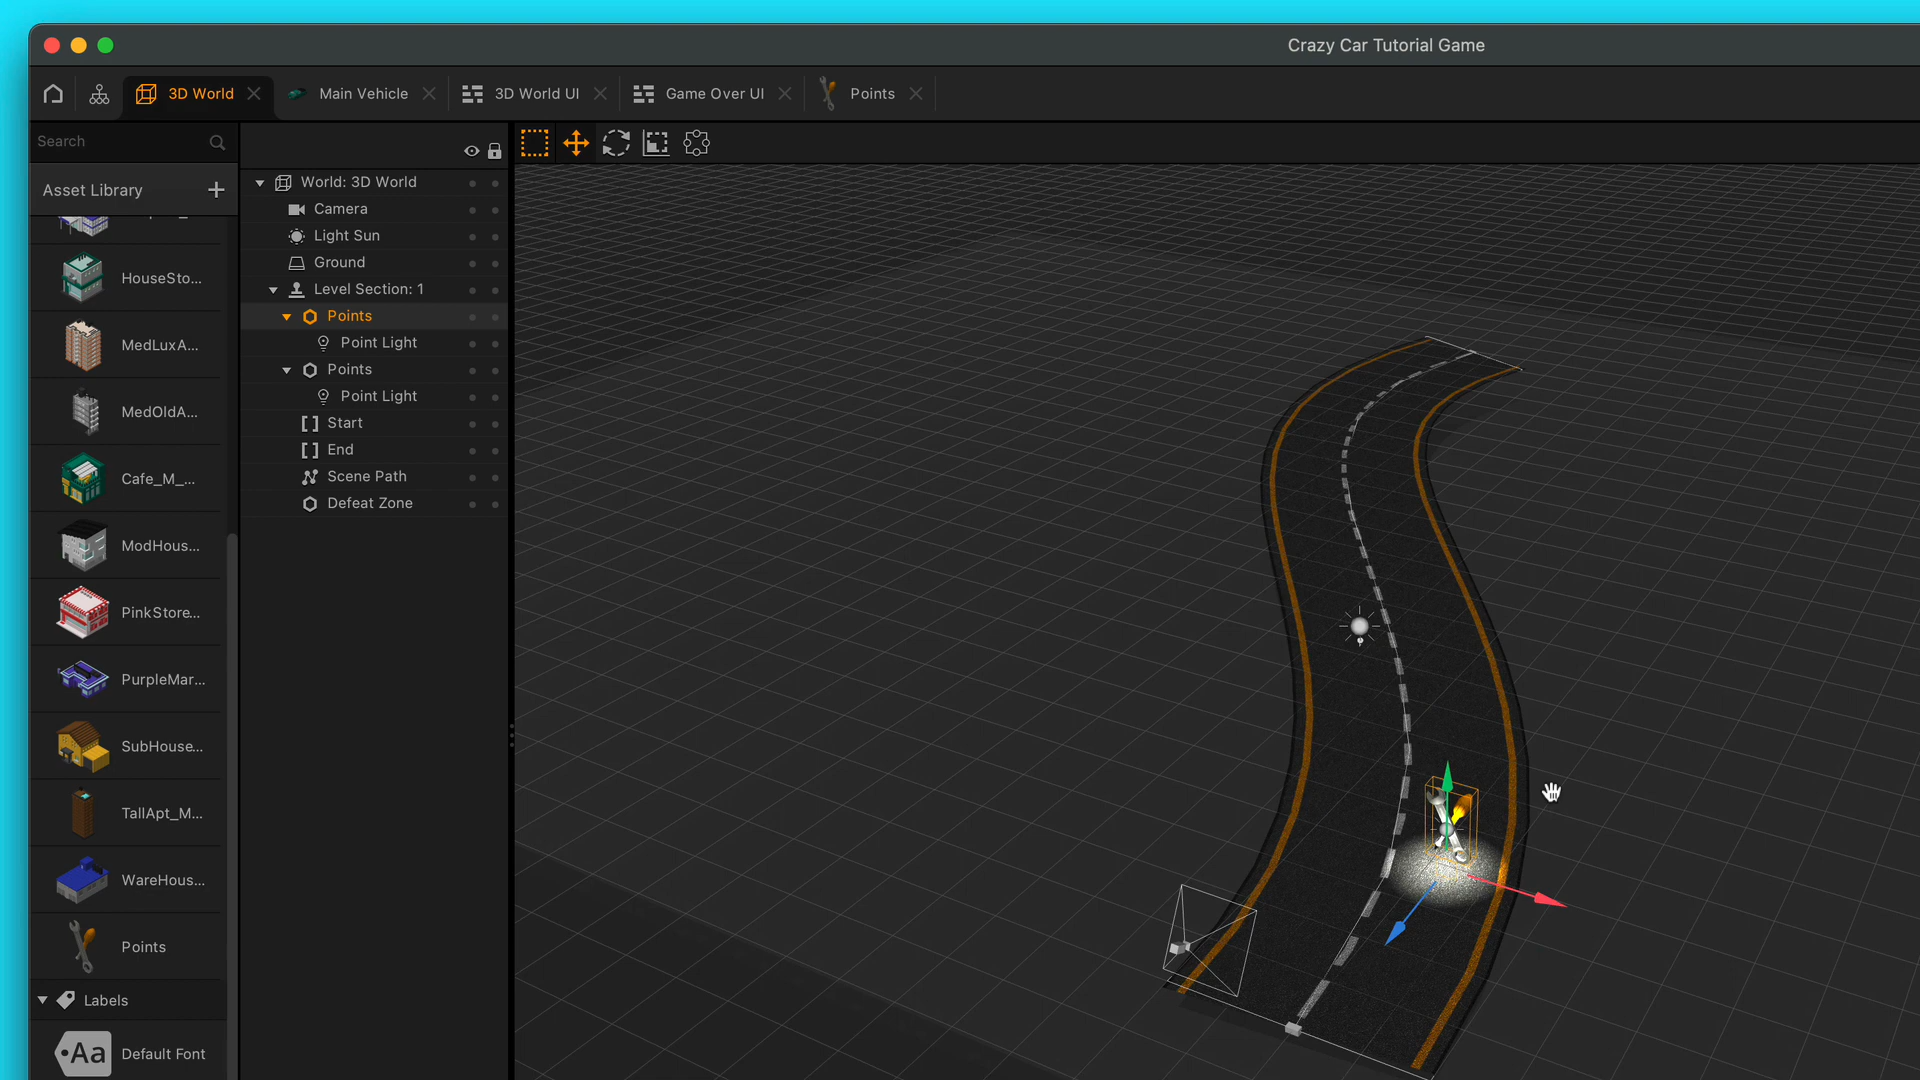 Crazy Car Tutorial Game
3D World
Main Vehicle
3D World UI
Game Over UI
Points
Search
Asset Library
HouseSto...
MedLuxA...
MedOldA...
Cafe_M_...
ModHous...
PinkStore...
PurpleMar...
SubHouse...
TallApt_M...
WareHous...
Points
Labels
Aa
Default Font
World: 3D World
Camera
Light Sun
Ground
Level Section: 1
Points
Point Light
Points
Point Light
Start
End
Scene Path
Defeat Zone